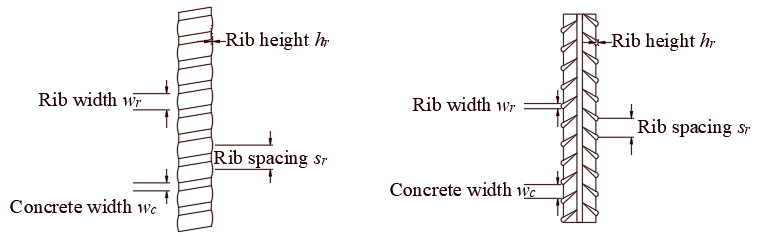 Rib height hr
Rib width wr
Rib spacing sr
Concrete width wc
Rib height hr
Rib width wr
Rib spacing sr
Concrete width wc